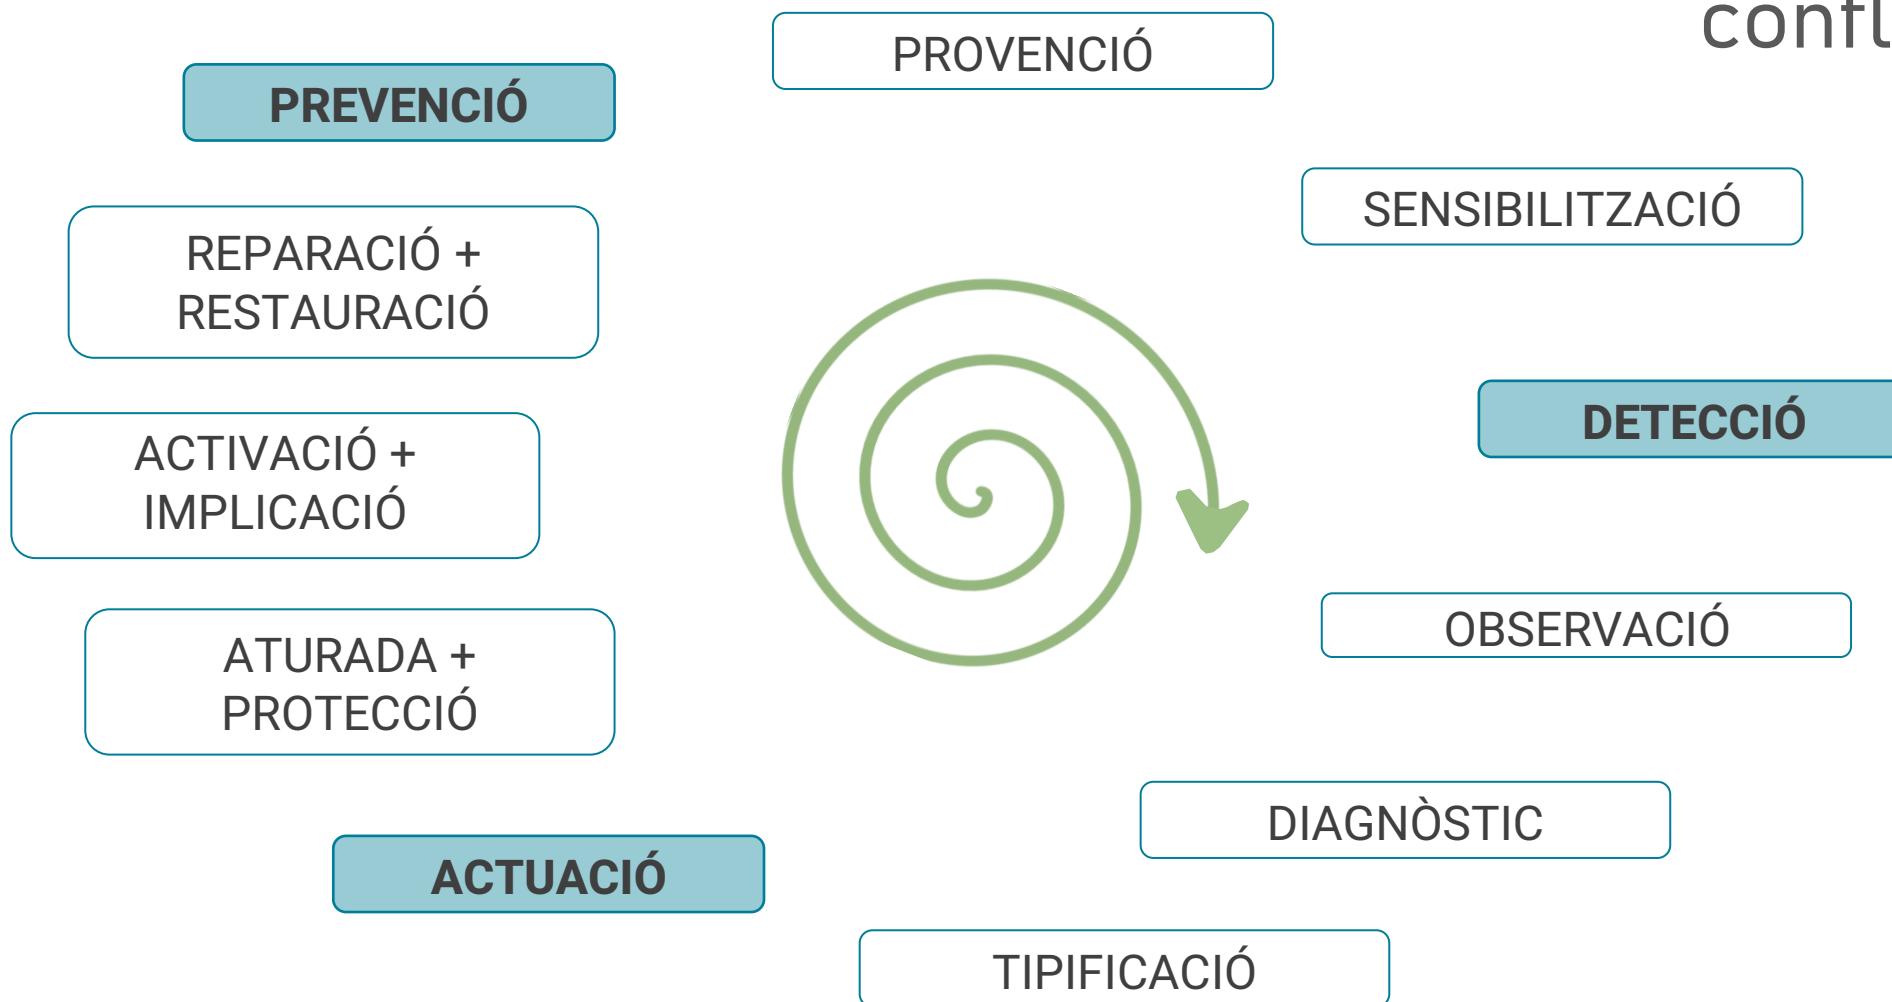 PROVENCIÓ
PREVENCIÓ
SENSIBILITZACIÓ
REPARACIÓ +
RESTAURACIÓ
DETECCIÓ
ACTIVACIÓ +
IMPLICACIÓ
OBSERVACIÓ
ATURADA +
PROTECCIÓ
DIAGNÒSTIC
ACTUACIÓ
TIPIFICACIÓ